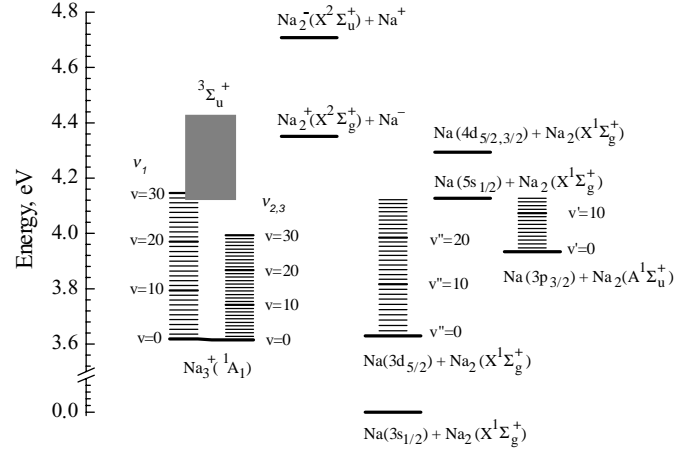 4.8
4.6
4.4
4.2
4.0
3.8
3.6
0.0
Energy, eV
Na₂⁻(X²Σᵤ⁺) + Na⁺
³Σᵤ⁺
Na₂⁺(X²Σg⁺) + Na⁻
Na(4d₅/₂,₃/₂) + Na₂(X¹Σg⁺)
Na(5s₁/₂) + Na₂(X¹Σg⁺)
ν₁
v=30
v=20
v=10
v=0
ν₂,₃
v=30
v=20
v=10
v=0
Na₃⁺(¹A₁)
v''=20
v''=10
v''=0
Na(3d₅/₂) + Na₂(X¹Σg⁺)
v'=10
v'=0
Na(3p₃/₂) + Na₂(A¹Σᵤ⁺)
Na(3s₁/₂) + Na₂(X¹Σg⁺)